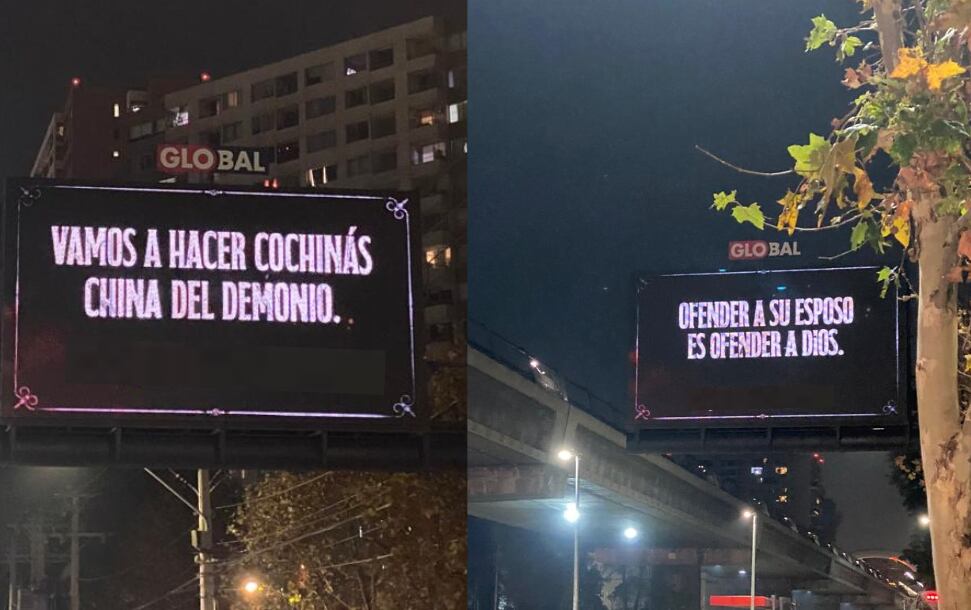 GLOBAL
VAMOS A HACER COCHINÁS
CHINA DEL DEMONIO.
GLOBAL
OFENDER A SU ESPOSO
ES OFENDER A DIOS.